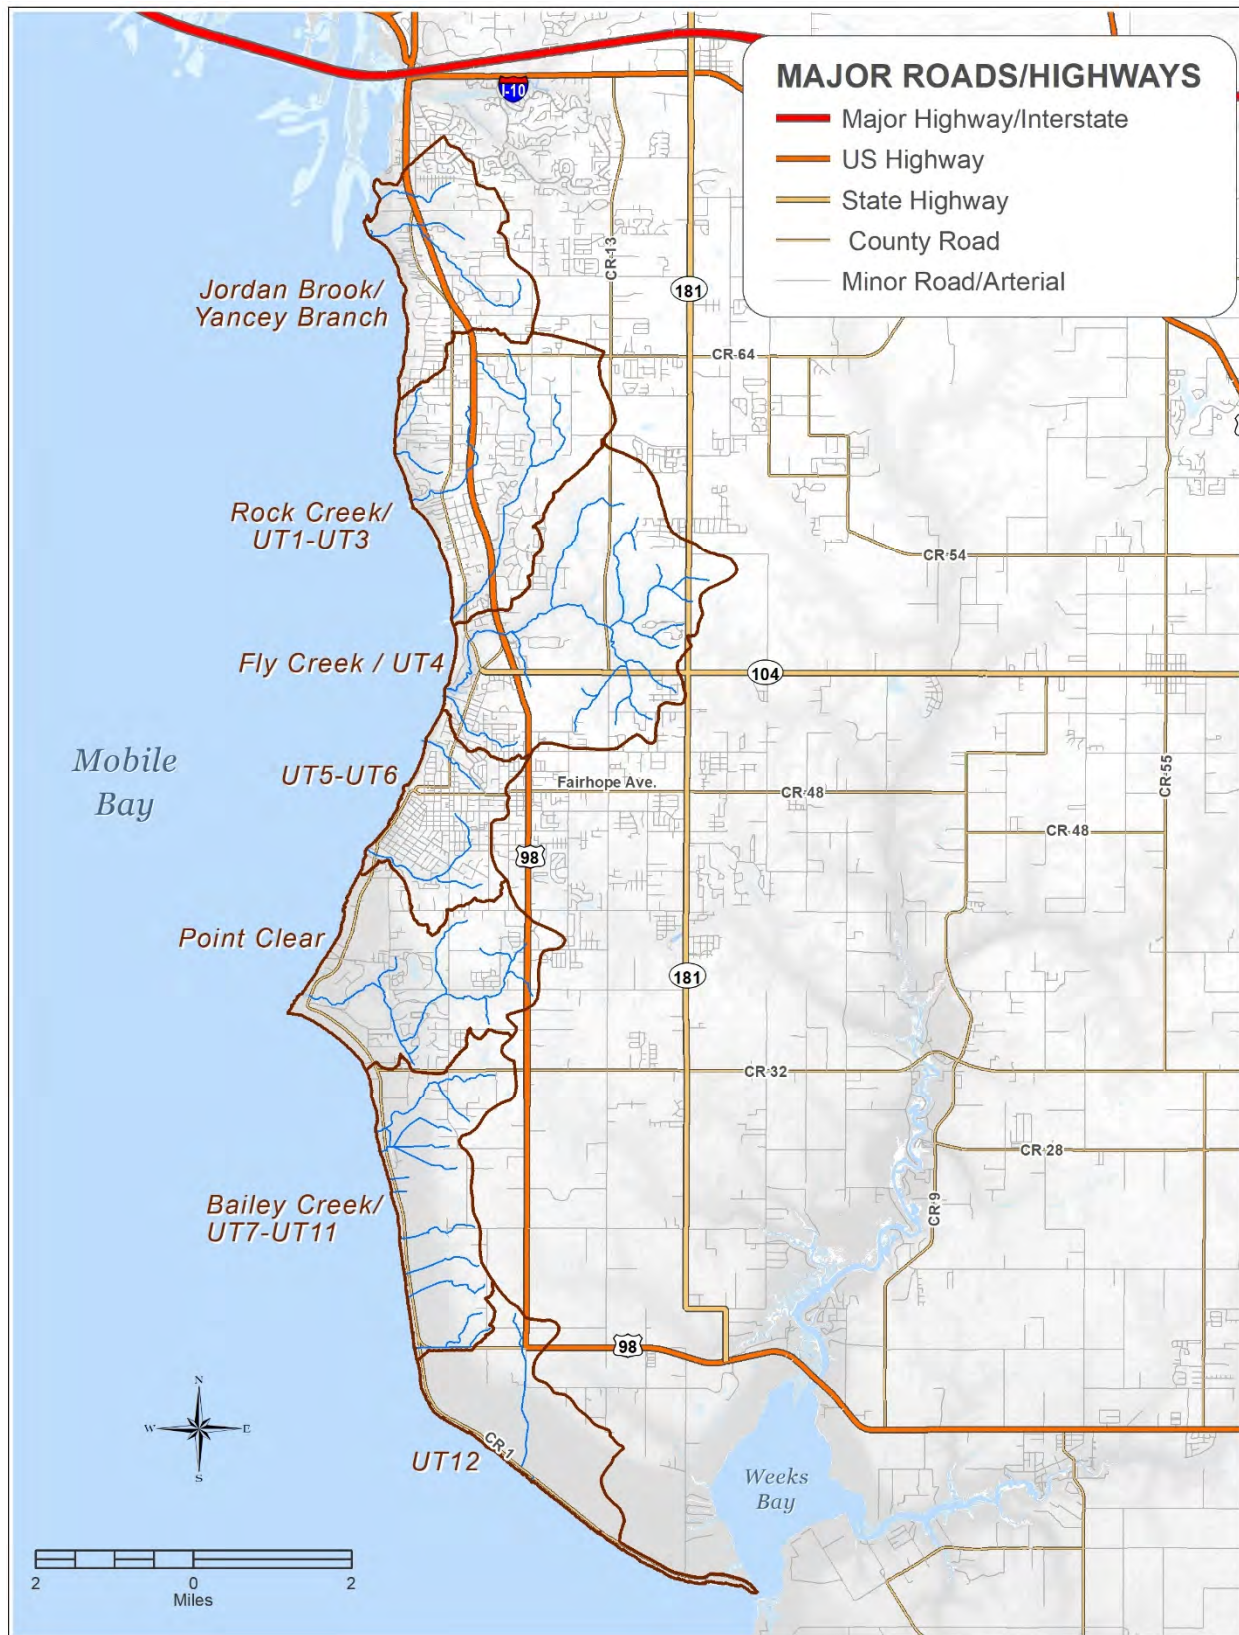 MAJOR ROADS/HIGHWAYS
Major Highway/Interstate
US Highway
State Highway
County Road
Minor Road/Arterial
I-10
CR-13
181
Jordan Brook/
Yancey Branch
CR-64
Rock Creek/
UT1-UT3
CR-54
Fly Creek / UT4
104
Mobile
Bay
UT5-UT6
Fairhope Ave.
CR-48
CR-55
CR-48
98
Point Clear
181
CR-32
CR-28
Bailey Creek/
UT7-UT11
CR-9
98
N
W
E
S
CR-1
UT12
Weeks
Bay
2
0
2
Miles